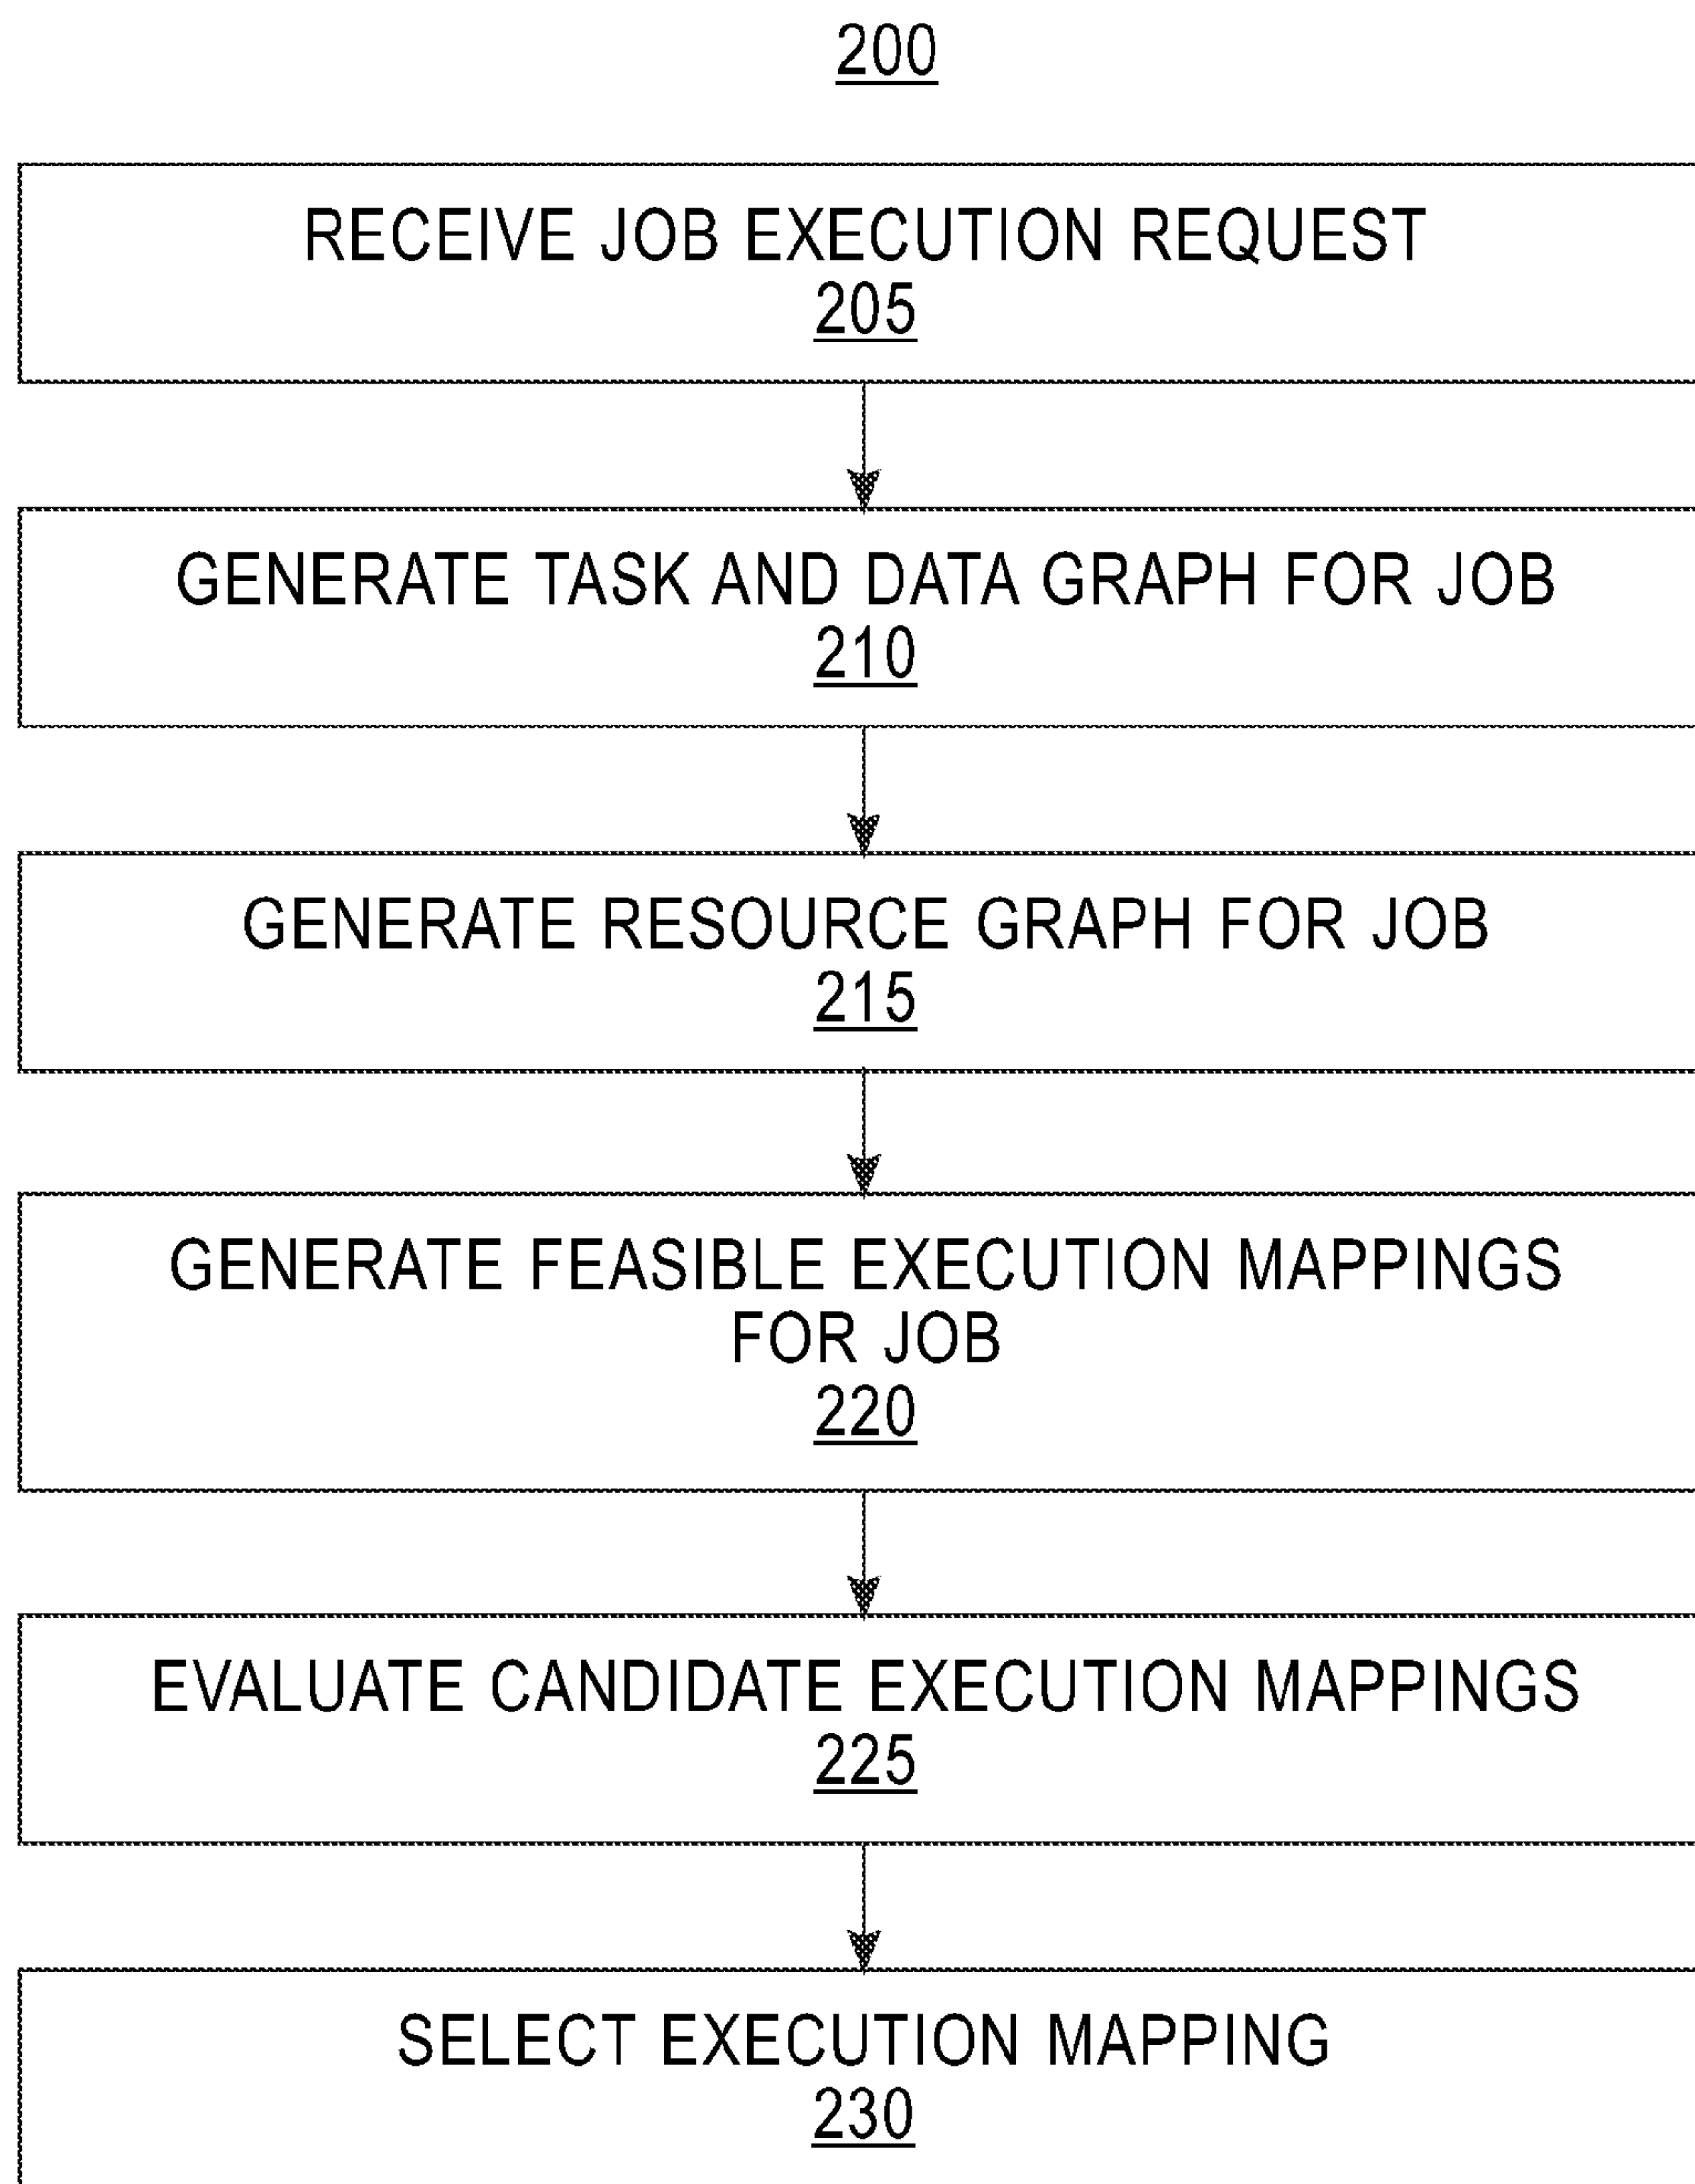 200
RECEIVE JOB EXECUTION REQUEST
205
GENERATE TASK AND DATA GRAPH FOR JOB
210
GENERATE RESOURCE GRAPH FOR JOB
215
GENERATE FEASIBLE EXECUTION MAPPINGS
FOR JOB
220
EVALUATE CANDIDATE EXECUTION MAPPINGS
225
SELECT EXECUTION MAPPING
230